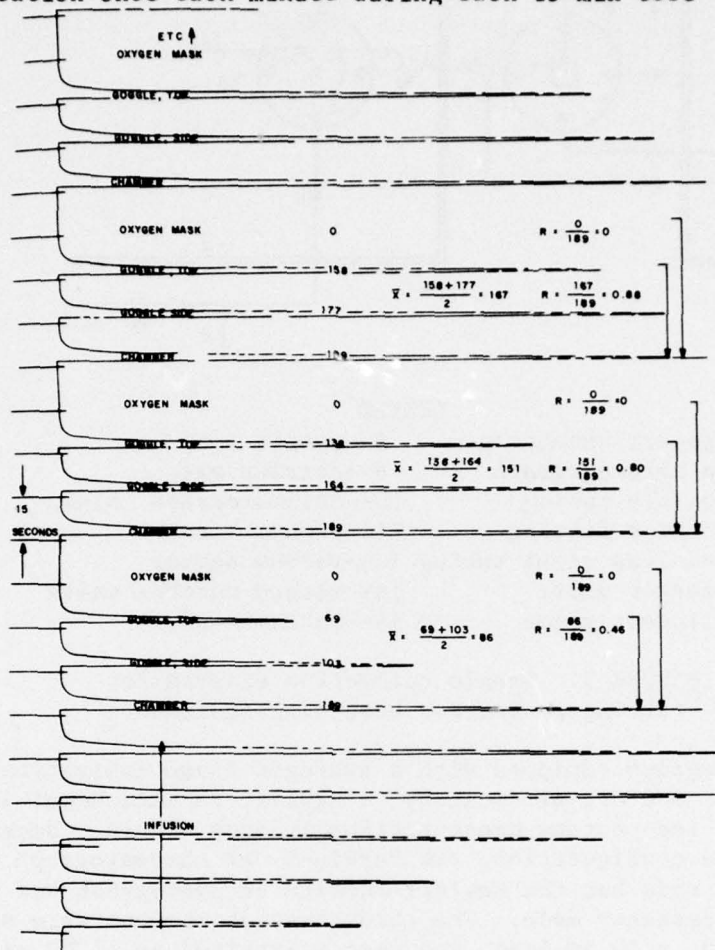 ETC
OXYGEN MASK
GOGGLE, TOP
GOGGLE, SIDE
CHAMBER
OXYGEN MASK 0 R = 0/189 = 0
GOGGLE, TOP 158
X̄ = 158+177/2 = 167 R = 167/189 = 0.88
GOGGLE SIDE 177
CHAMBER 189
OXYGEN MASK 0 R = 0/189 = 0
GOGGLE, TOP 138
X̄ = 138+164/2 = 151 R = 151/189 = 0.80
GOGGLE, SIDE 164
15
CHAMBER 189
SECONDS
OXYGEN MASK 0 R = 0/189 = 0
GOGGLE, TOP 69
X̄ = 69+103/2 = 86 R = 86/189 = 0.46
GOGGLE, SIDE 103
CHAMBER 189
INFUSION